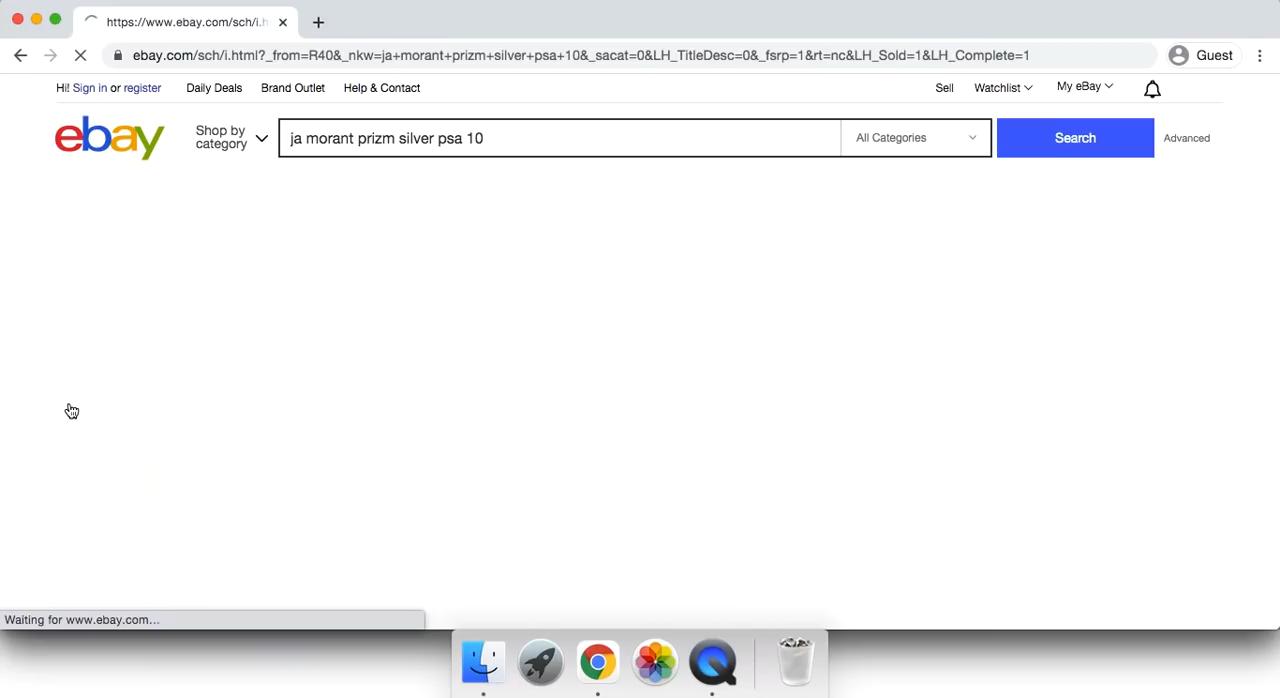 https://www.ebay.com/sch/i.h
ebay.com/sch/i.html?_from=R40&_nkw=ja+morant+prizm+silver+psa+10&_sacat=0&LH_TitleDesc=0&_fsrp=1&rt=nc&LH_Sold=1&LH_Complete=1
Guest
Hi! Sign in or register
Daily Deals
Brand Outlet
Help & Contact
Sell
Watchlist
My eBay
ebay
Shop by
category
ja morant prizm silver psa 10
All Categories
Search
Advanced
Waiting for www.ebay.com...